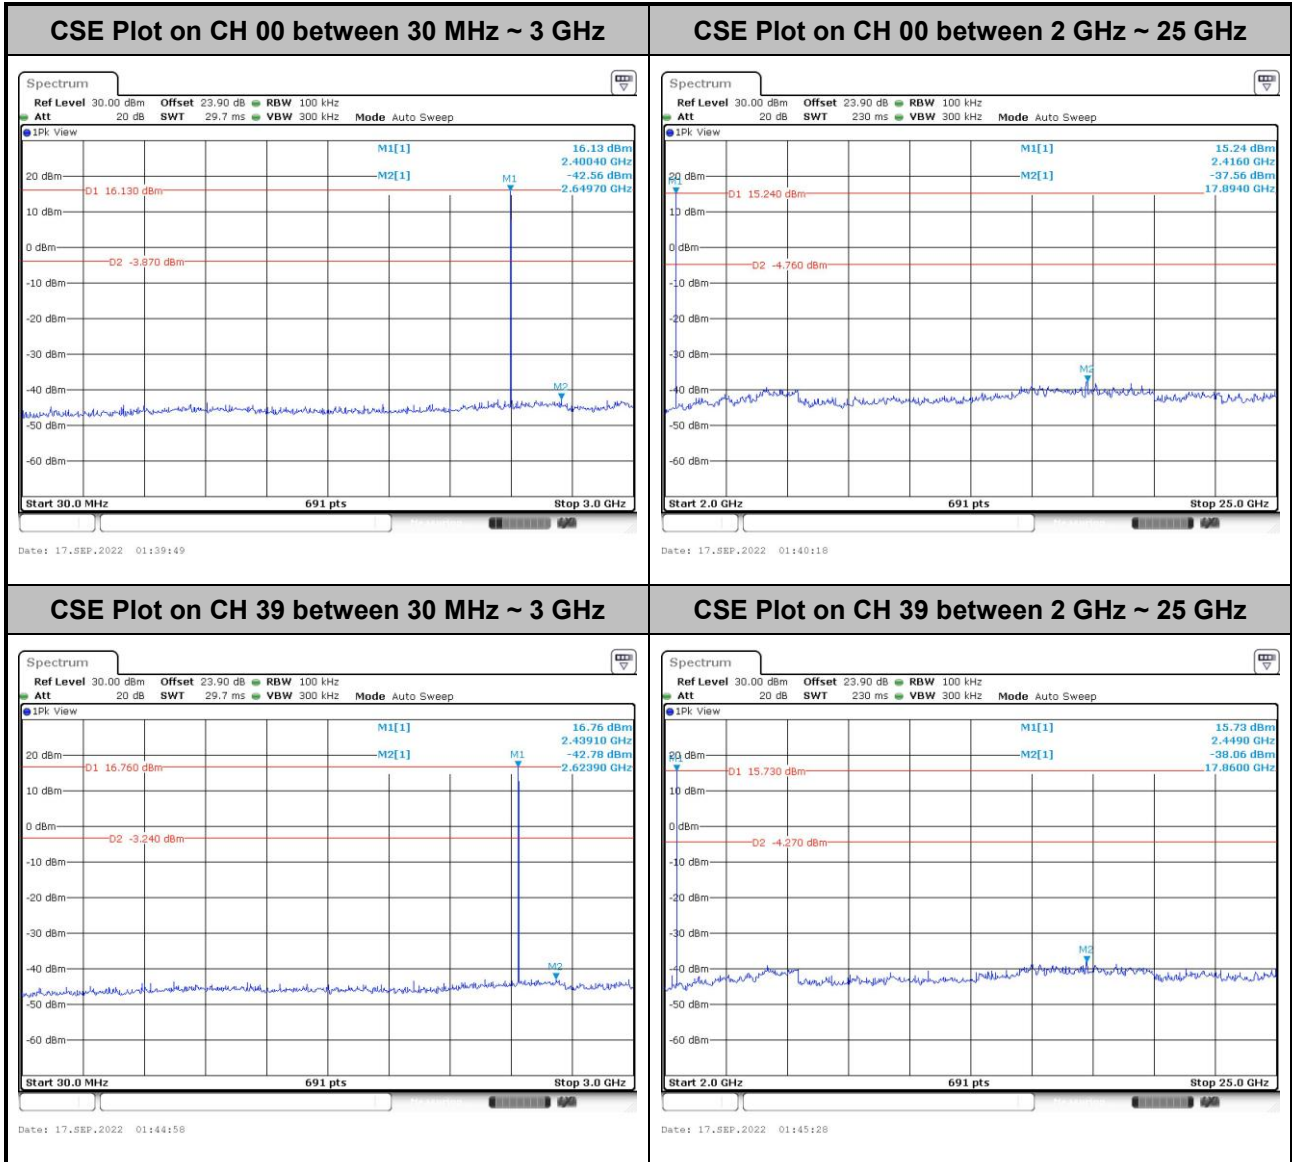 CSE Plot on CH 00 between 30 MHz ~ 3 GHz
Spectrum
Ref Level 30.00 dBm Offset 23.90 dB RBW 100 kHz
Att 20 dB SWT 29.7 ms VBW 300 kHz Mode Auto Sweep
1Pk View
M1[1] 16.13 dBm
2.40040 GHz
20 dBm M2[1] -42.56 dBm
M1
2.64970 GHz
D1 16.130 dBm
10 dBm
0 dBm
D2 -3.870 dBm
-10 dBm
-20 dBm
-30 dBm
-40 dBm
M2
-50 dBm
-60 dBm
Start 30.0 MHz 691 pts Stop 3.0 GHz
Date: 17.SEP.2022 01:39:49
CSE Plot on CH 00 between 2 GHz ~ 25 GHz
Spectrum
Ref Level 30.00 dBm Offset 23.90 dB RBW 100 kHz
Att 20 dB SWT 230 ms VBW 300 kHz Mode Auto Sweep
1Pk View
M1[1] 15.24 dBm
2.4160 GHz
20 dBm M2[1] -37.56 dBm
M1
17.8940 GHz
D1 15.240 dBm
10 dBm
0 dBm
D2 -4.760 dBm
-10 dBm
-20 dBm
-30 dBm
M2
-40 dBm
-50 dBm
-60 dBm
Start 2.0 GHz 691 pts Stop 25.0 GHz
Date: 17.SEP.2022 01:40:18
CSE Plot on CH 39 between 30 MHz ~ 3 GHz
Spectrum
Ref Level 30.00 dBm Offset 23.90 dB RBW 100 kHz
Att 20 dB SWT 29.7 ms VBW 300 kHz Mode Auto Sweep
1Pk View
M1[1] 16.76 dBm
2.43910 GHz
20 dBm M2[1] M1 -42.78 dBm
2.62390 GHz
D1 16.760 dBm
10 dBm
0 dBm
D2 -3.240 dBm
-10 dBm
-20 dBm
-30 dBm
-40 dBm
M2
-50 dBm
-60 dBm
Start 30.0 MHz 691 pts Stop 3.0 GHz
Date: 17.SEP.2022 01:44:58
CSE Plot on CH 39 between 2 GHz ~ 25 GHz
Spectrum
Ref Level 30.00 dBm Offset 23.90 dB RBW 100 kHz
Att 20 dB SWT 230 ms VBW 300 kHz Mode Auto Sweep
1Pk View
M1[1] 15.73 dBm
2.4490 GHz
20 dBm M2[1] -38.06 dBm
M1
17.8600 GHz
D1 15.730 dBm
10 dBm
0 dBm
D2 -4.270 dBm
-10 dBm
-20 dBm
-30 dBm
M2
-40 dBm
-50 dBm
-60 dBm
Start 2.0 GHz 691 pts Stop 25.0 GHz
Date: 17.SEP.2022 01:45:28